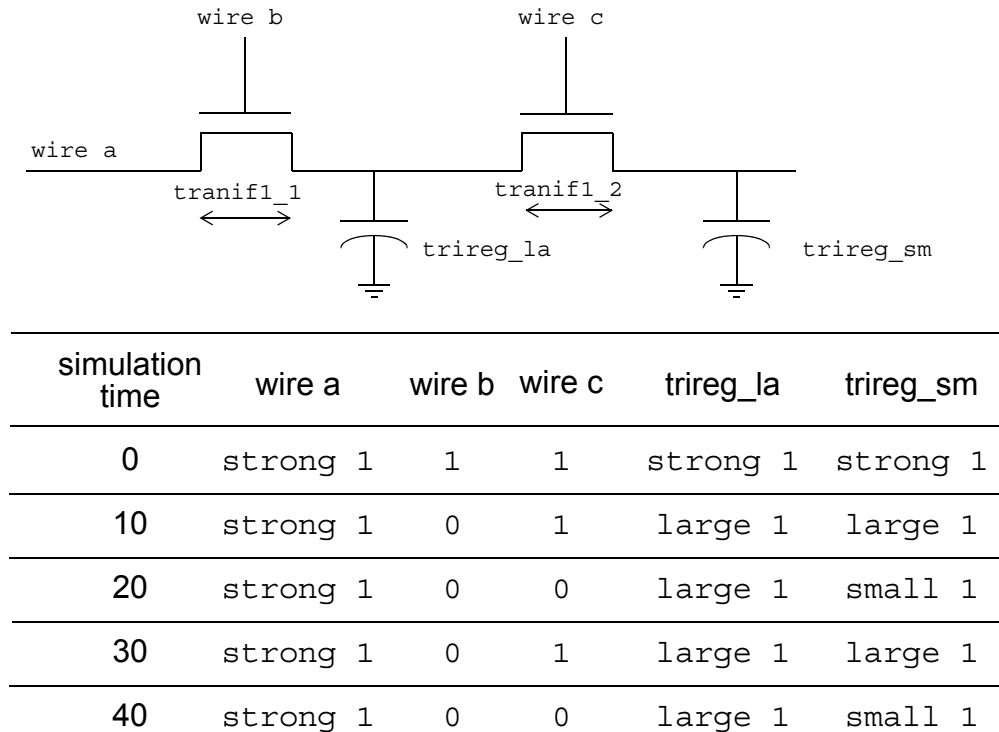 wire b wire c
wire a
tranif1_1 tranif1_2
trireg_la trireg_sm
simulation time wire a wire b wire c trireg_la trireg_sm
0 strong 1 1 1 strong 1 strong 1
10 strong 1 0 1 large 1 large 1
20 strong 1 0 0 large 1 small 1
30 strong 1 0 1 large 1 large 1
40 strong 1 0 0 large 1 small 1